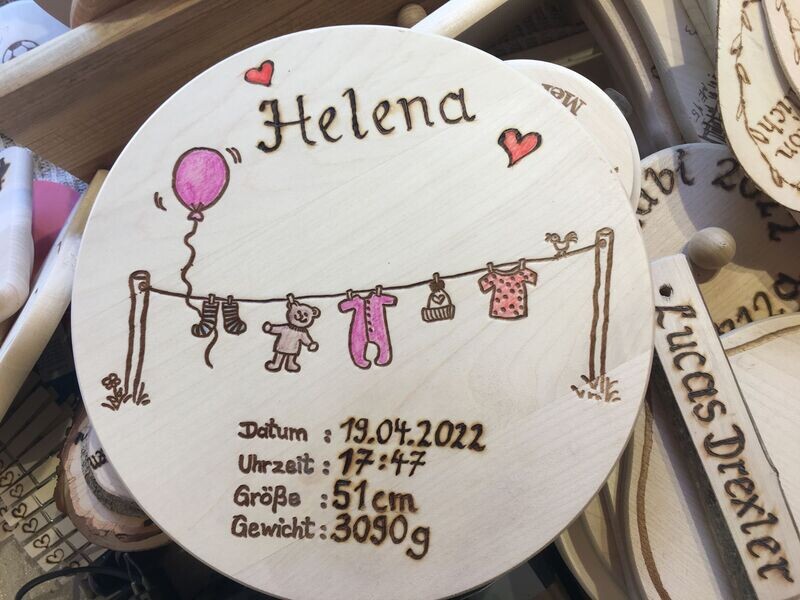 Helena
Datum : 19.04.2022
Uhrzeit : 17:47
Größe : 51cm
Gewicht : 3090g
Lucas Drexler